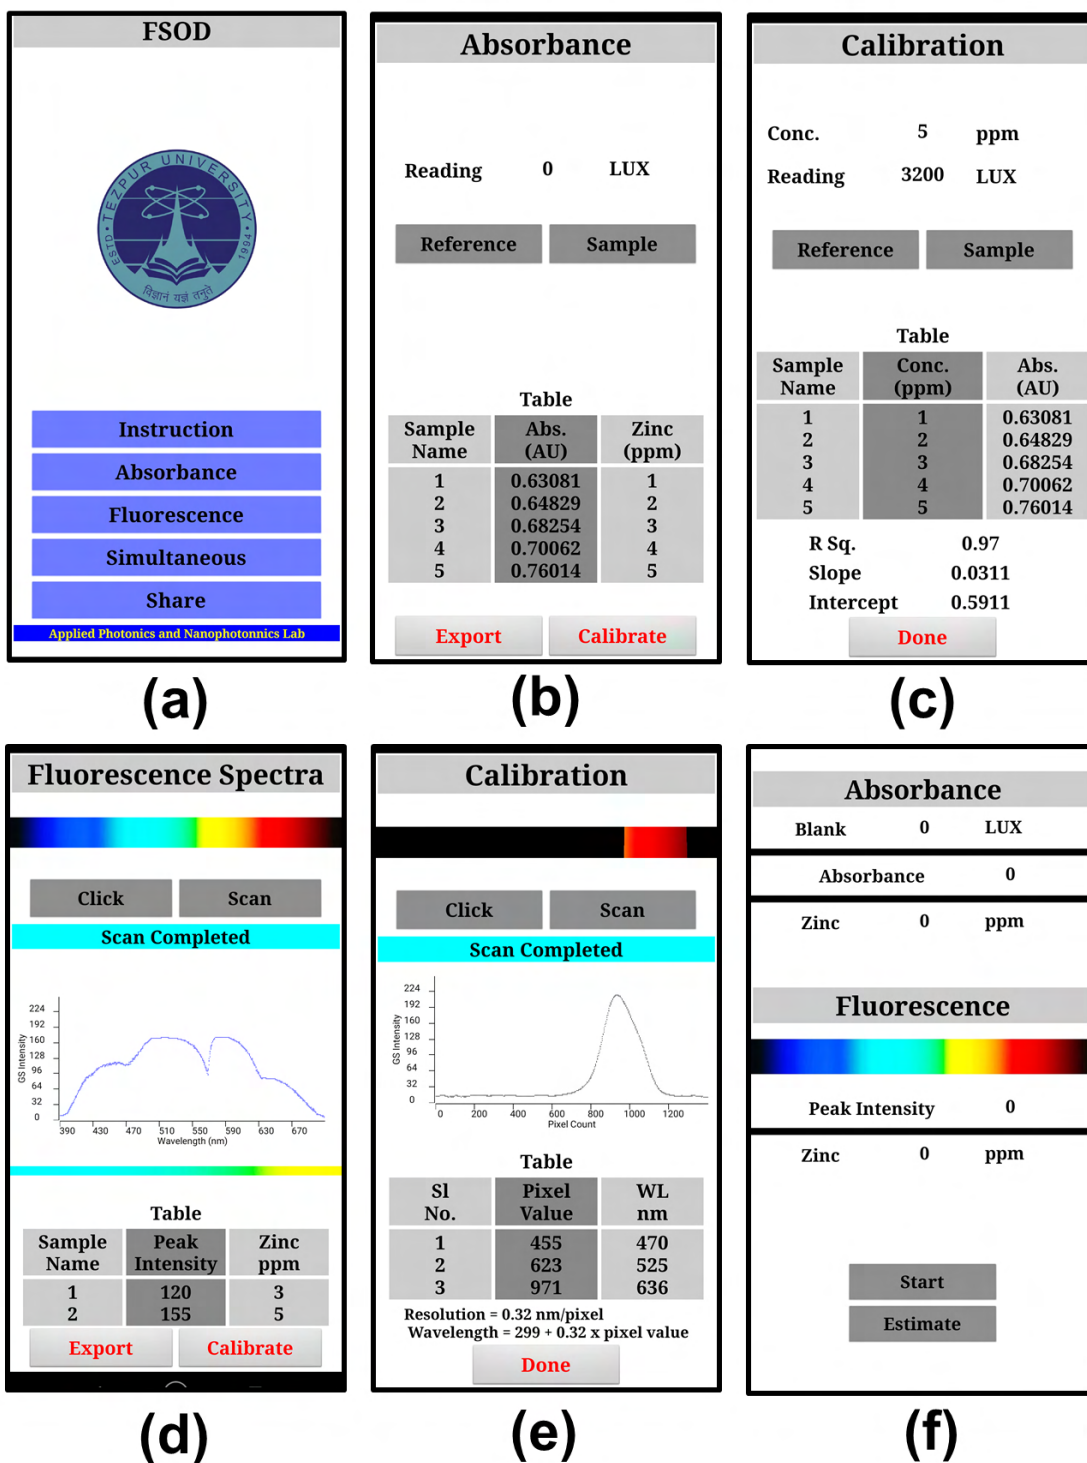 FSOD
TEZPUR UNIVERSITY
ESTD
1994
विज्ञानं यज्ञं तनुते
Instruction
Absorbance
Fluorescence
Simultaneous
Share
Applied Photonics and Nanophotonnics Lab
(a)
Absorbance
Reading 0 LUX
Reference Sample
Table
Sample Name Abs. (AU) Zinc (ppm)
1 0.63081 1
2 0.64829 2
3 0.68254 3
4 0.70062 4
5 0.76014 5
Export Calibrate
(b)
Calibration
Conc. 5 ppm
Reading 3200 LUX
Reference Sample
Table
Sample Name Conc. (ppm) Abs. (AU)
1 1 0.63081
2 2 0.64829
3 3 0.68254
4 4 0.70062
5 5 0.76014
R Sq. 0.97
Slope 0.0311
Intercept 0.5911
Done
(c)
Fluorescence Spectra
Click Scan
Scan Completed
GS Intensity
224
192
160
128
96
64
32
0
390 430 470 510 550 590 630 670
Wavelength (nm)
Table
Sample Name Peak Intensity Zinc ppm
1 120 3
2 155 5
Export Calibrate
(d)
Calibration
Click Scan
Scan Completed
GS Intensity
224
192
160
128
96
64
32
0
0 200 400 600 800 1000 1200
Pixel Count
Table
Sl No. Pixel Value WL nm
1 455 470
2 623 525
3 971 636
Resolution = 0.32 nm/pixel
Wavelength = 299 + 0.32 x pixel value
Done
(e)
Absorbance
Blank 0 LUX
Absorbance 0
Zinc 0 ppm
Fluorescence
Peak Intensity 0
Zinc 0 ppm
Start
Estimate
(f)